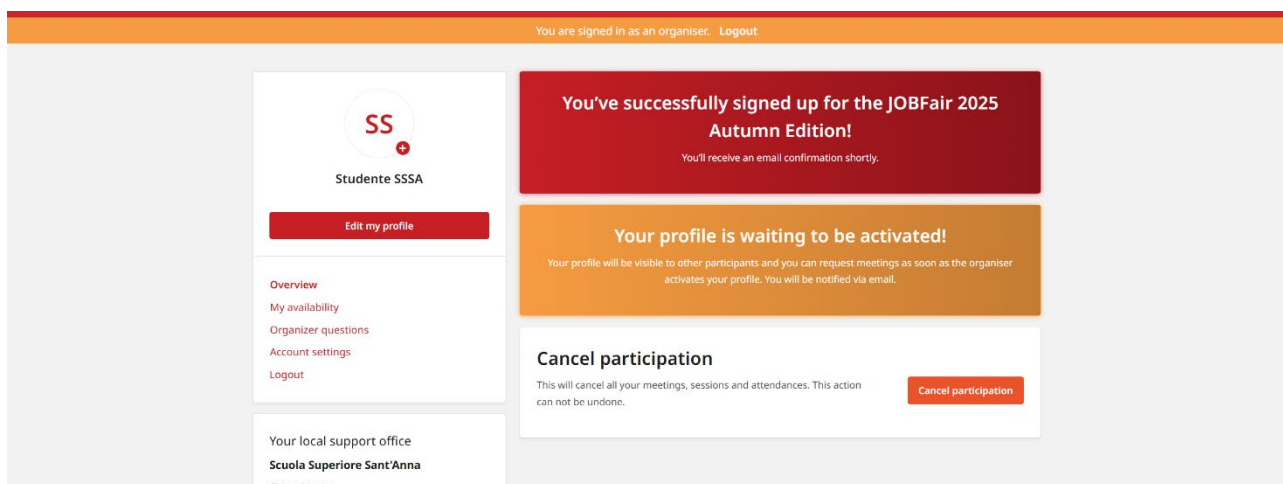 You are signed in as an organiser. Logout
SS
Studente SSSA
Edit my profile
Overview
My availability
Organizer questions
Account settings
Logout
Your local support office
Scuola Superiore Sant'Anna
You've successfully signed up for the JOBFair 2025
Autumn Edition!
You'll receive an email confirmation shortly.
Your profile is waiting to be activated!
Your profile will be visible to other participants and you can request meetings as soon as the organiser
activates your profile. You will be notified via email.
Cancel participation
This will cancel all your meetings, sessions and attendances. This action
can not be undone.
Cancel participation